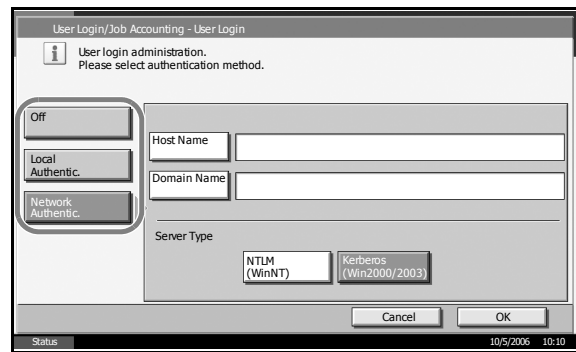 User Login/Job Accounting - User Login
User login administration.
Please select authentication method.
Off
Local
Authentic.
Network
Authentic.
Host Name
Domain Name
Server Type
NTLM
(WinNT)
Kerberos
(Win2000/2003)
Cancel
OK
Status
10/5/2006 10:10